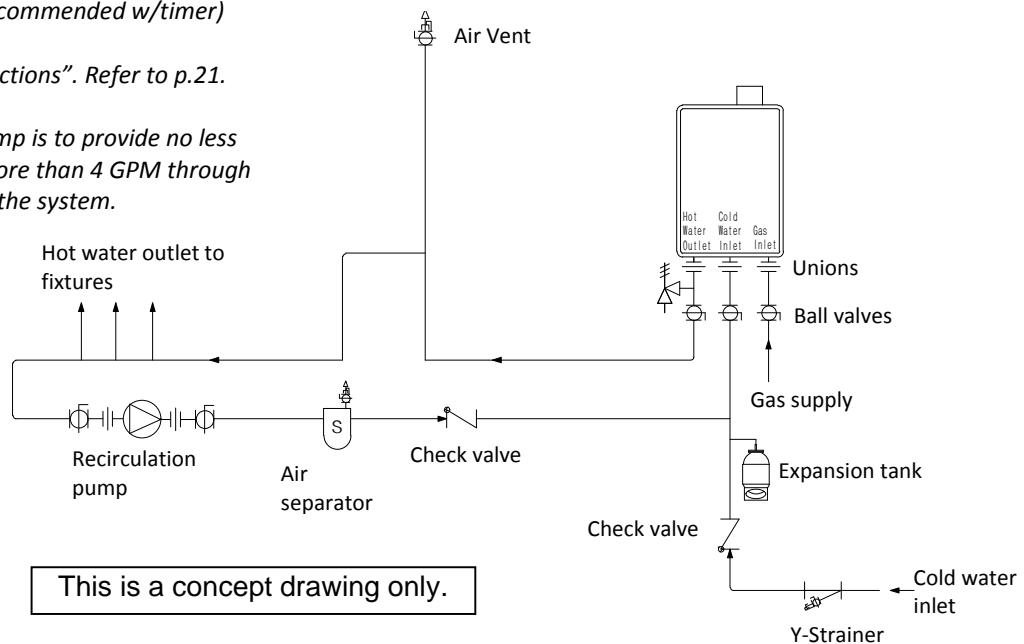 commended w/timer)
ctions”. Refer to p.21.
mp is to provide no less
ore than 4 GPM through
the system.
Air Vent
Hot
Water
Outlet
Cold
Water
Inlet
Gas
Inlet
Unions
Ball valves
Gas supply
Hot water outlet to
fixtures
Recirculation
pump
S
Air
separator
Check valve
Expansion tank
Check valve
Cold water
inlet
Y-Strainer
This is a concept drawing only.